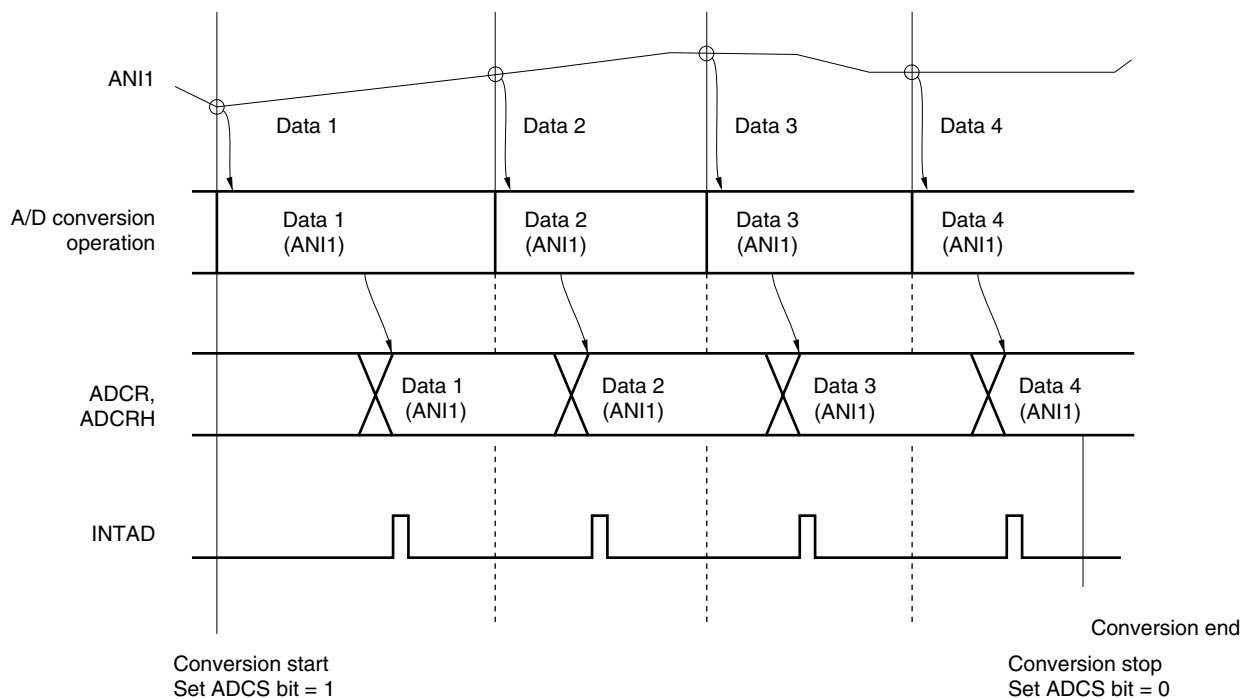 ANI1
Data 1
Data 2
Data 3
Data 4
A/D conversion
operation
Data 1
(ANI1)
Data 2
(ANI1)
Data 3
(ANI1)
Data 4
(ANI1)
ADCR,
ADCRH
Data 1
(ANI1)
Data 2
(ANI1)
Data 3
(ANI1)
Data 4
(ANI1)
INTAD
Conversion end
Conversion start
Set ADCS bit = 1
Conversion stop
Set ADCS bit = 0